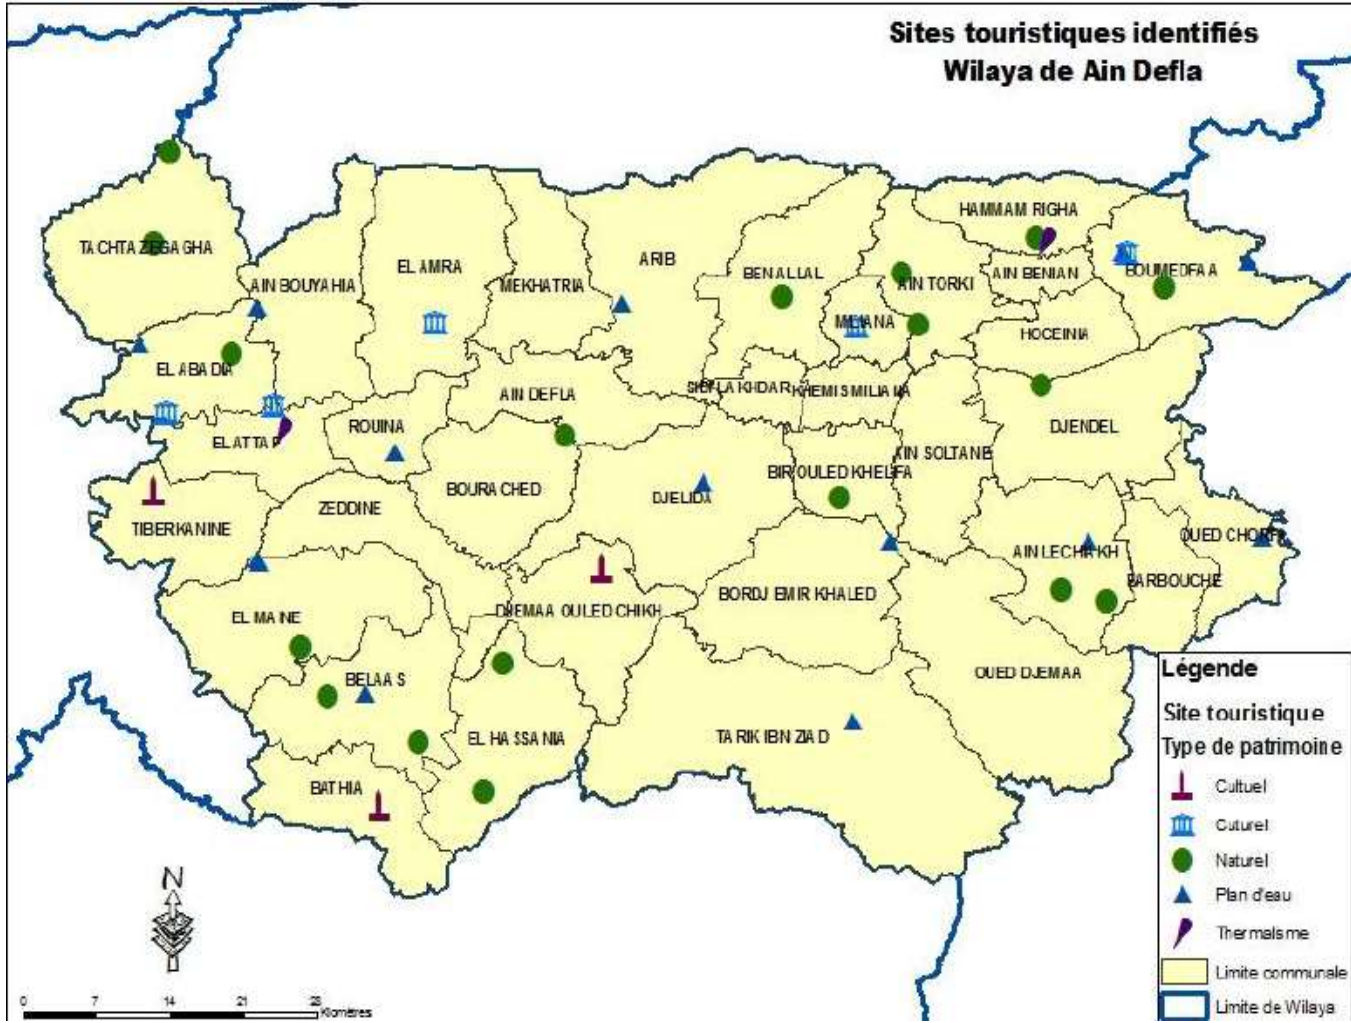 Sites touristiques identifiés
Wilaya de Ain Defla
HAMMAM RIGHA
TACHTA ZEGAGHA
EL AMRA
ARIB
BENALLAL
AIN BENIAN
BOUMEDFAA
AIN BOUYAHIA
MEKHATRIA
AIN TORKI
MILIANA
HOCEINIA
EL ABADIA
SIDI LAKHDAR
KHEMIS MILIANA
AIN DEFLA
ROUINA
DJENDEL
EL ATTAF
AIN SOLTANE
BIR OULED KHELIFA
BOURACHED
DJELIDA
ZEDDINE
TIBERKANINE
OUED CHORFA
AIN LECHAKH
BARBOUCHE
BORDJ EMIR KHALED
DJEMAA OULED CHIKH
EL MAINE
OUED DJEMAA
BELAAS
TARIK IBN ZIAD
EL HASSANIA
BATHIA
Légende
Site touristique
Type de patrimoine
Cultuel
Cuturel
Naturel
Plan d'eau
Thermalsme
Limite communale
Limite de Wilaya
N
0 7 14 21 28
Kilomètres